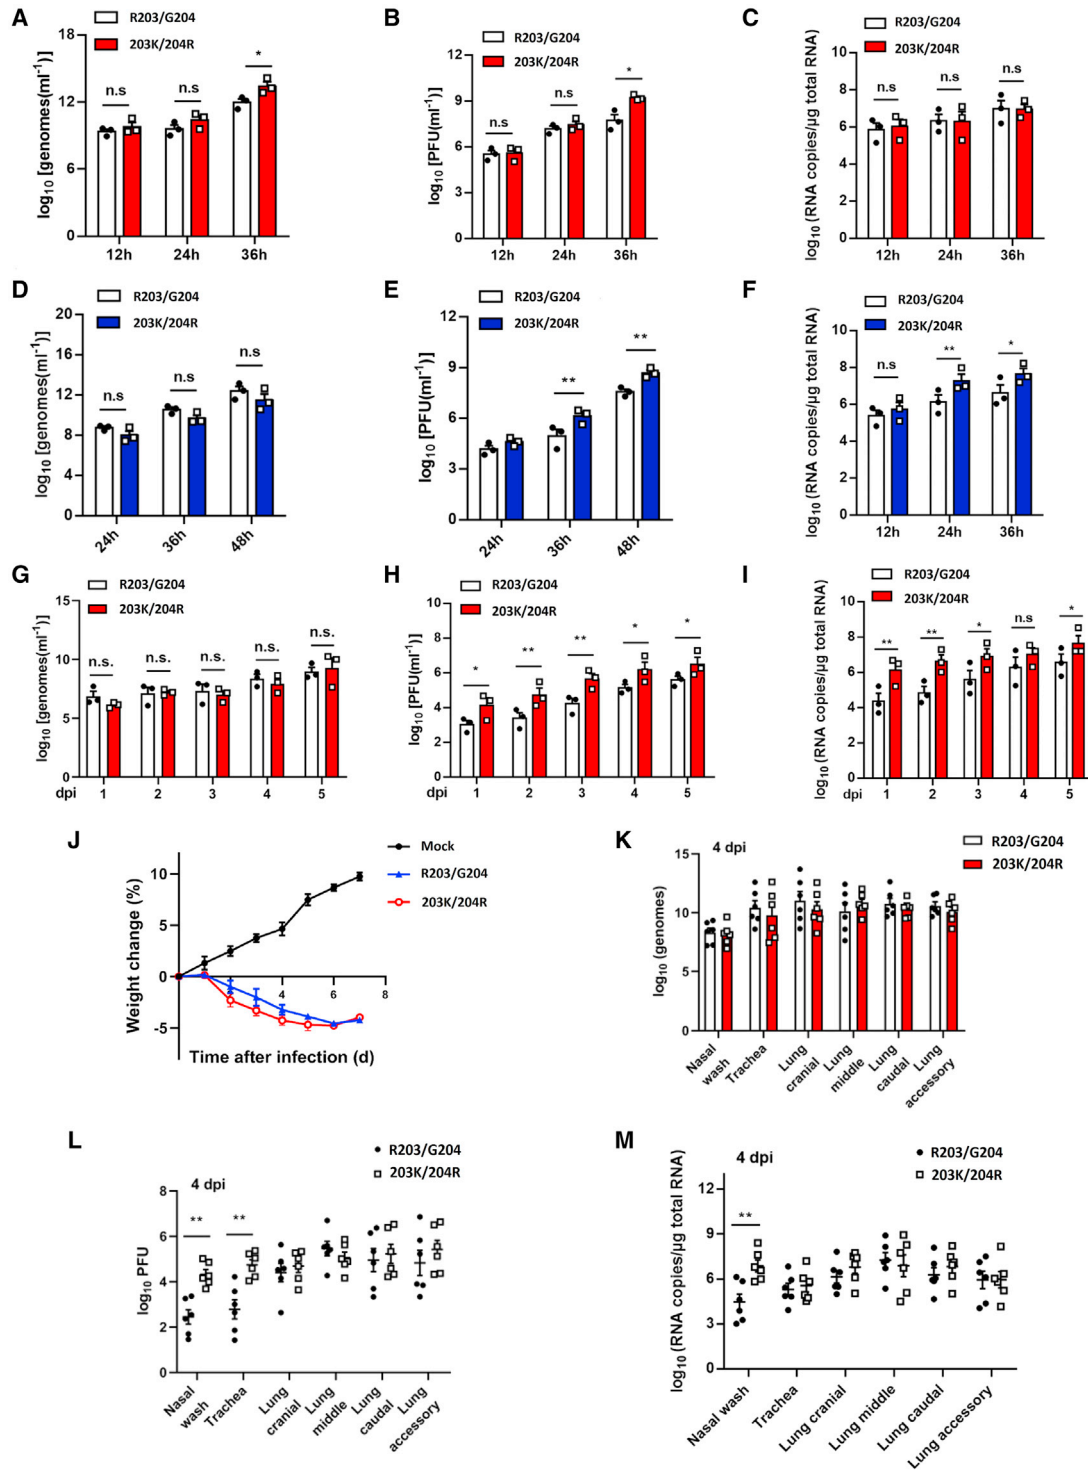 A
R203/G204
203K/204R
log10 [genomes(ml-1)]
18
12
6
0
n.s
n.s
*
12h 24h 36h
B
R203/G204
203K/204R
log10 [PFU(ml-1)]
12
9
6
3
0
n.s
n.s
*
12h 24h 36h
C
R203/G204
203K/204R
log10 (RNA copies/µg total RNA)
10
8
6
4
2
0
n.s
n.s
n.s
12h 24h 36h
D
R203/G204
203K/204R
log10 [genomes(ml-1)]
20
16
12
8
4
0
n.s
n.s
n.s
24h 36h 48h
E
R203/G204
203K/204R
log10 [PFU(ml-1)]
12
9
6
3
0
**
**
24h 36h 48h
F
R203/G204
203K/204R
log10 (RNA copies/µg total RNA)
10
8
6
4
2
0
n.s
**
*
12h 24h 36h
G
R203/G204
203K/204R
log10 [genomes(ml-1)]
15
10
5
0
n.s. n.s. n.s. n.s. n.s.
dpi 1 2 3 4 5
H
R203/G204
203K/204R
log10 [PFU(ml-1)]
10
8
6
4
2
0
* ** ** * *
dpi 1 2 3 4 5
I
R203/G204
203K/204R
log10 (RNA copies/µg total RNA)
10
8
6
4
2
0
** ** * n.s *
dpi 1 2 3 4 5
J
Mock
R203/G204
203K/204R
Weight change (%)
10
5
0
-5
4 6 8
Time after infection (d)
K
4 dpi
R203/G204
203K/204R
log10 (genomes)
15
10
5
0
Nasal wash
Trachea
Lung cranial
Lung middle
Lung caudal
Lung accessory
L
R203/G204
203K/204R
4 dpi
log10 PFU
8
6
4
2
0
** **
Nasal wash
Trachea
Lung cranial
Lung middle
Lung caudal
Lung accessory
M
4 dpi
R203/G204
203K/204R
log10 (RNA copies/µg total RNA)
12
9
6
3
0
**
Nasal wash
Trachea
Lung cranial
Lung middle
Lung caudal
Lung accessory